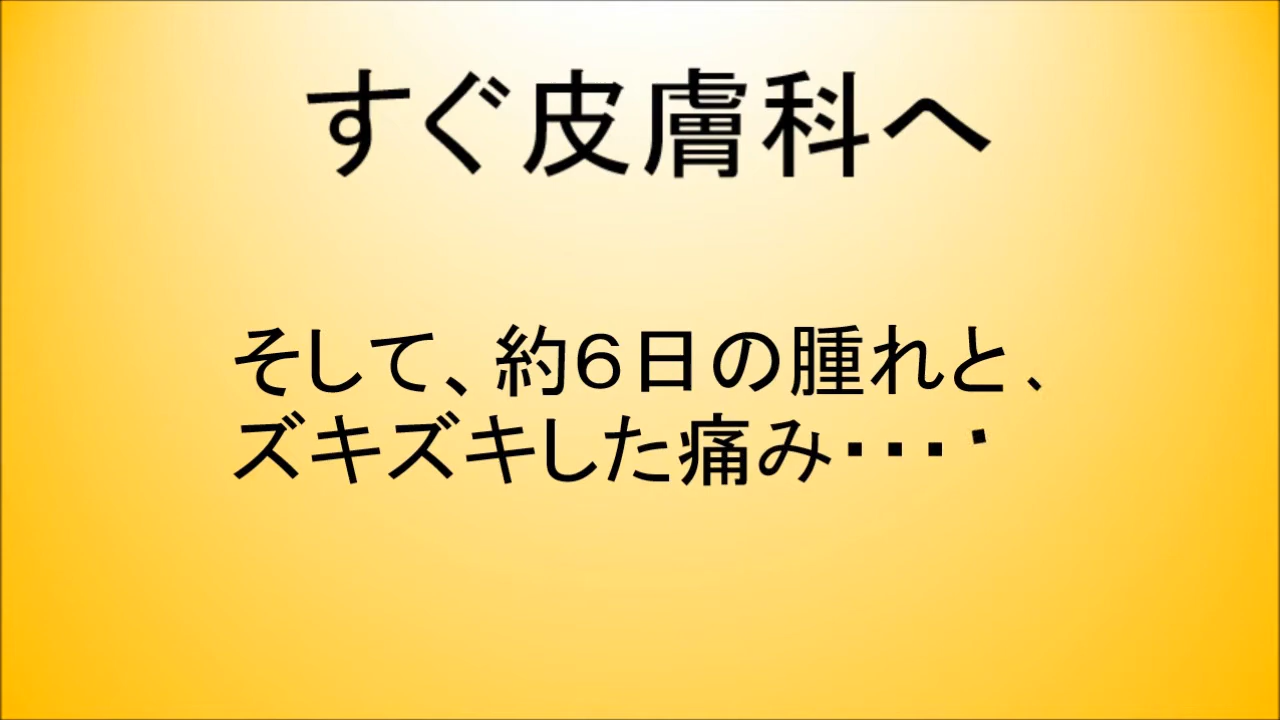 すぐ皮膚科へ
そして、約６日の腫れと、
ズキズキした痛み・・・・